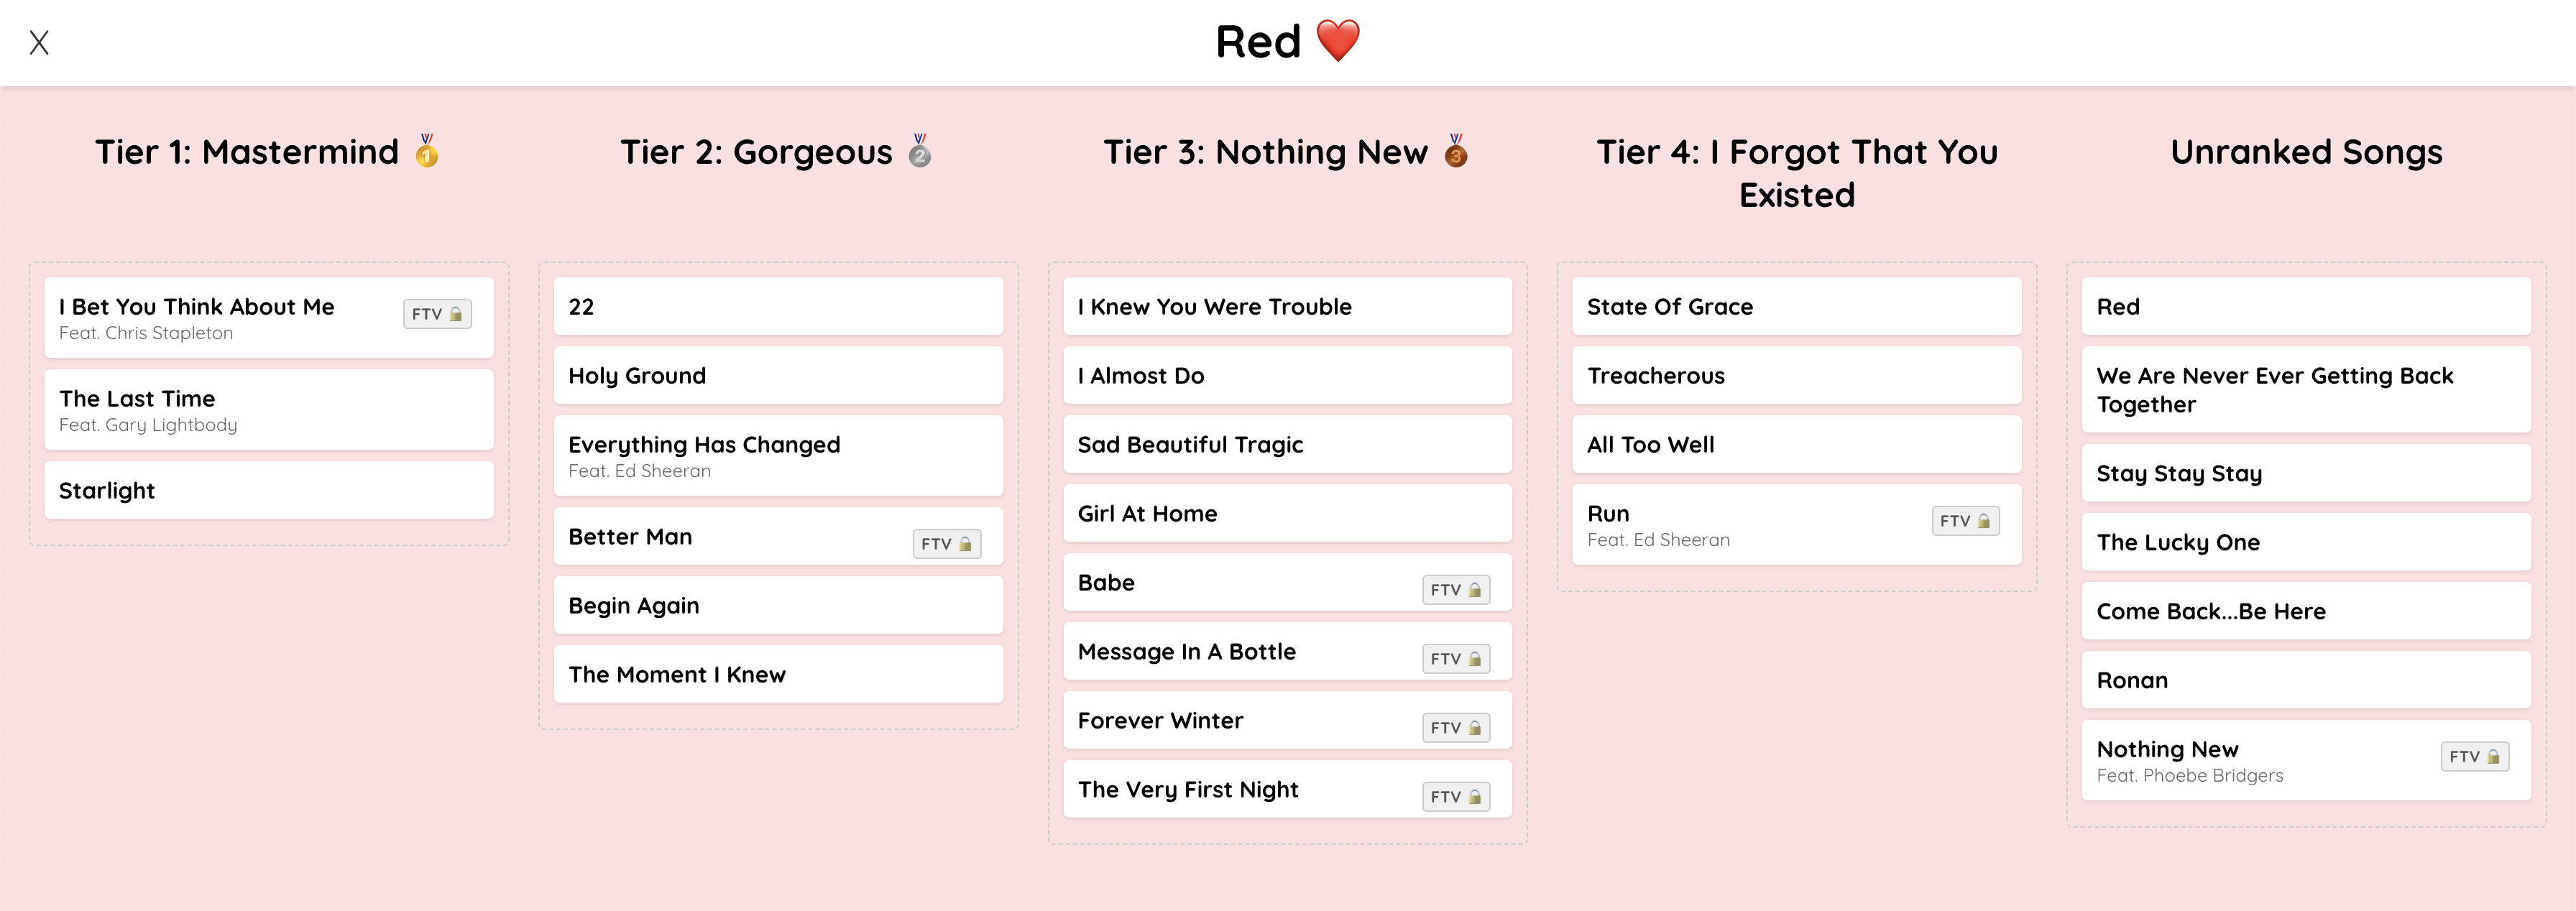 X
Red ❤️
Tier 1: Mastermind 🥇
I Bet You Think About Me
FTV 🔒
Feat. Chris Stapleton
The Last Time
Feat. Gary Lightbody
Starlight
Tier 2: Gorgeous 🥈
22
Holy Ground
Everything Has Changed
Feat. Ed Sheeran
Better Man
FTV 🔒
Begin Again
The Moment I Knew
Tier 3: Nothing New 🥉
I Knew You Were Trouble
I Almost Do
Sad Beautiful Tragic
Girl At Home
Babe
FTV 🔒
Message In A Bottle
FTV 🔒
Forever Winter
FTV 🔒
The Very First Night
FTV 🔒
Tier 4: I Forgot That You
Existed
State Of Grace
Treacherous
All Too Well
Run
FTV 🔒
Feat. Ed Sheeran
Unranked Songs
Red
We Are Never Ever Getting Back
Together
Stay Stay Stay
The Lucky One
Come Back...Be Here
Ronan
Nothing New
FTV 🔒
Feat. Phoebe Bridgers